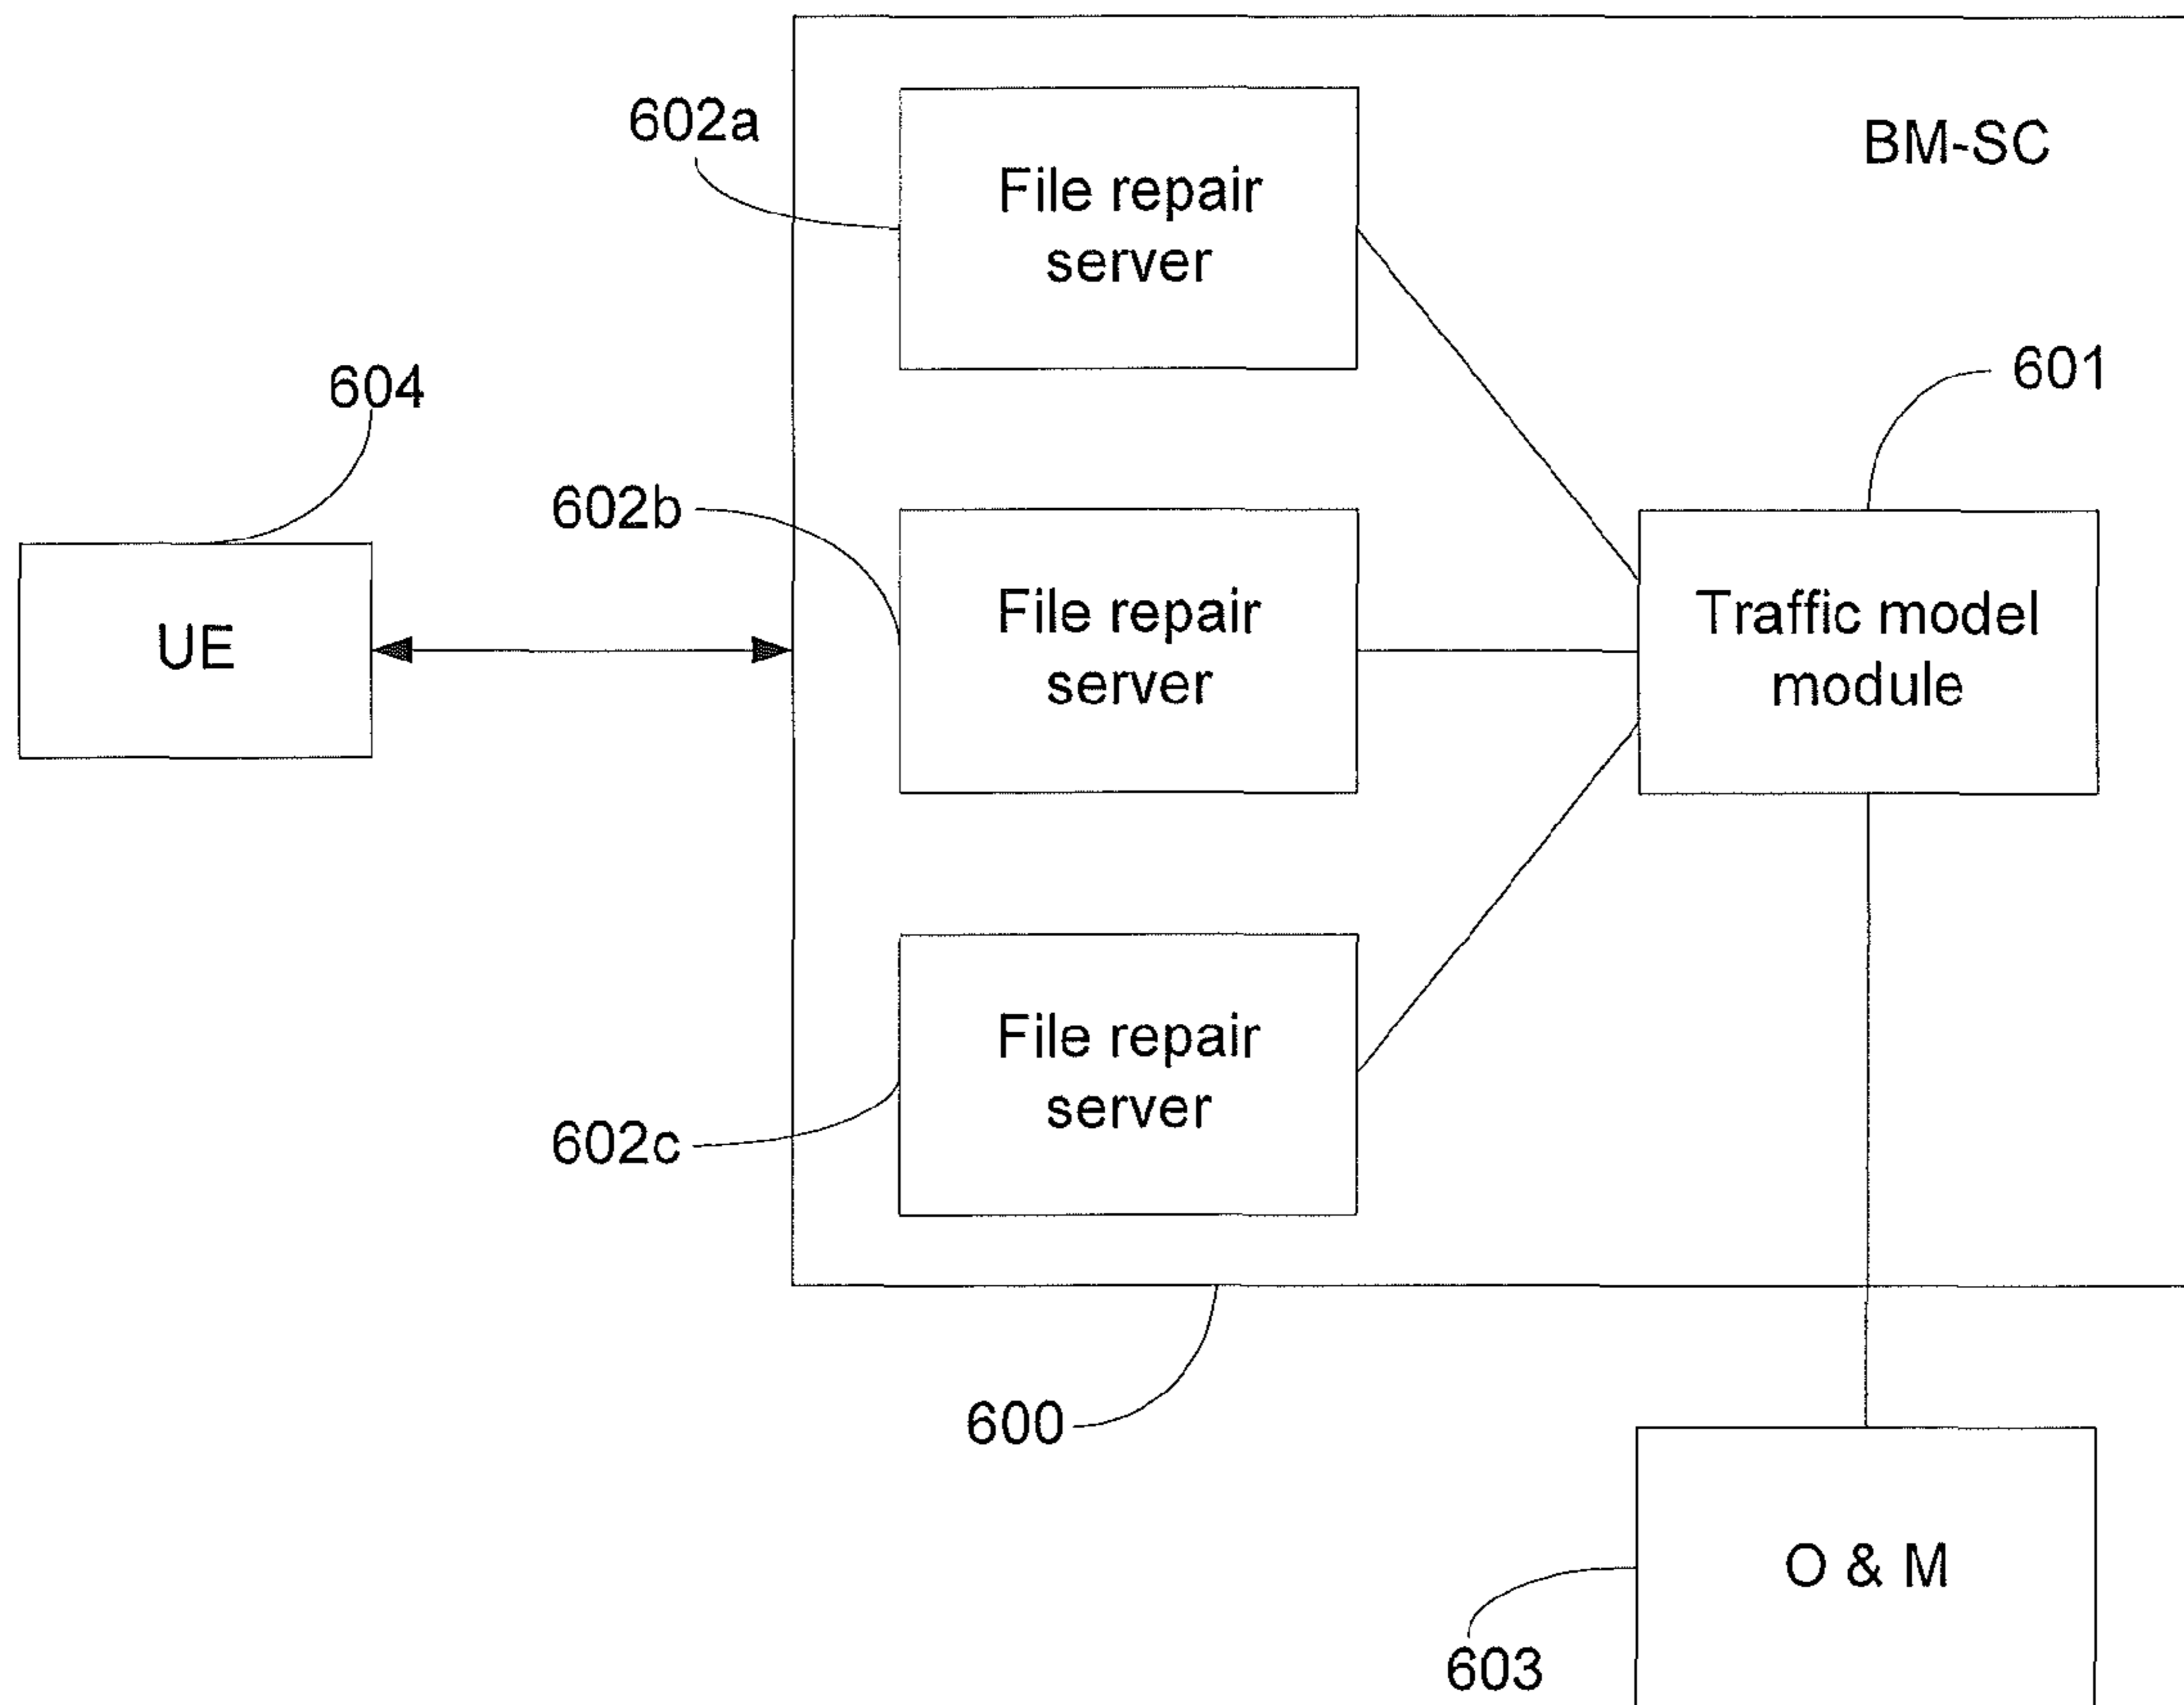 602a
File repair
server
BM-SC
604
601
602b
UE
File repair
server
Traffic model
module
File repair
server
602c
600
O & M
603